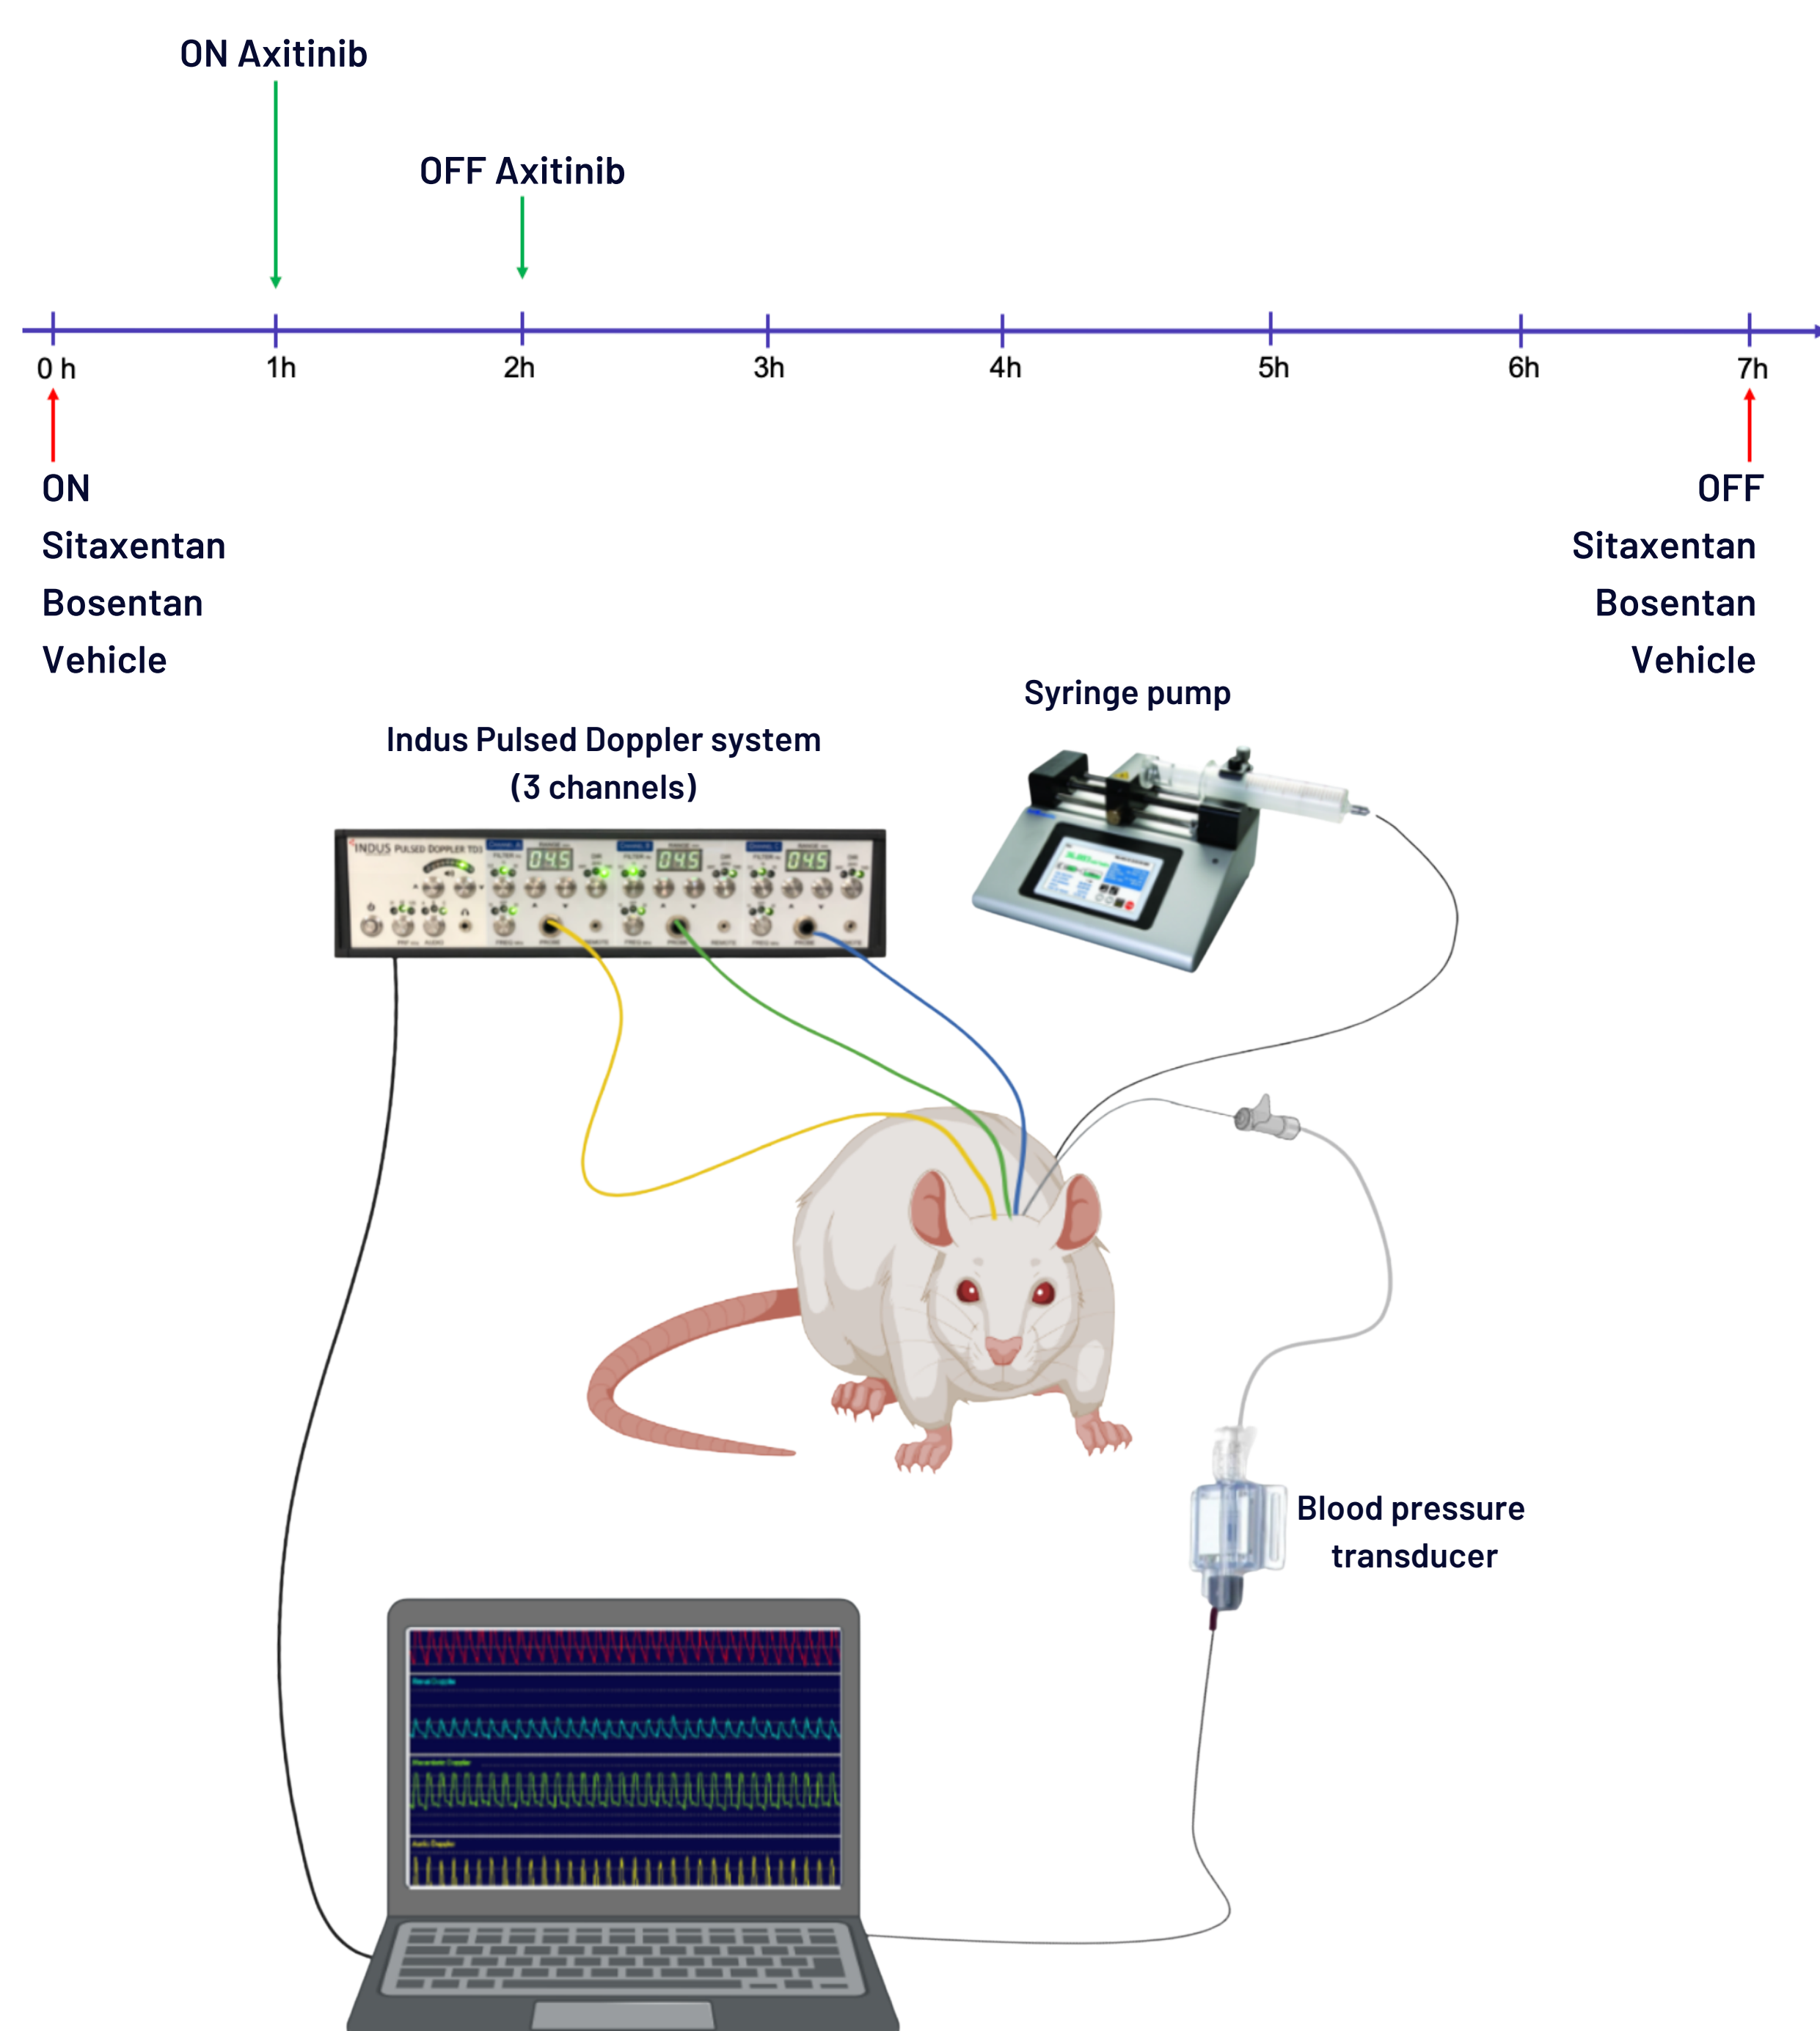 ON Axitinib
OFF Axitinib
0 h
1h
2h
3h
4h
5h
6h
7h
ON
Sitaxentan
Bosentan
Vehicle
OFF
Sitaxentan
Bosentan
Vehicle
Syringe pump
Indus Pulsed Doppler system
(3 channels)
INDUS PULSED DOPPLER TD3
045
045
045
Blood pressure
transducer